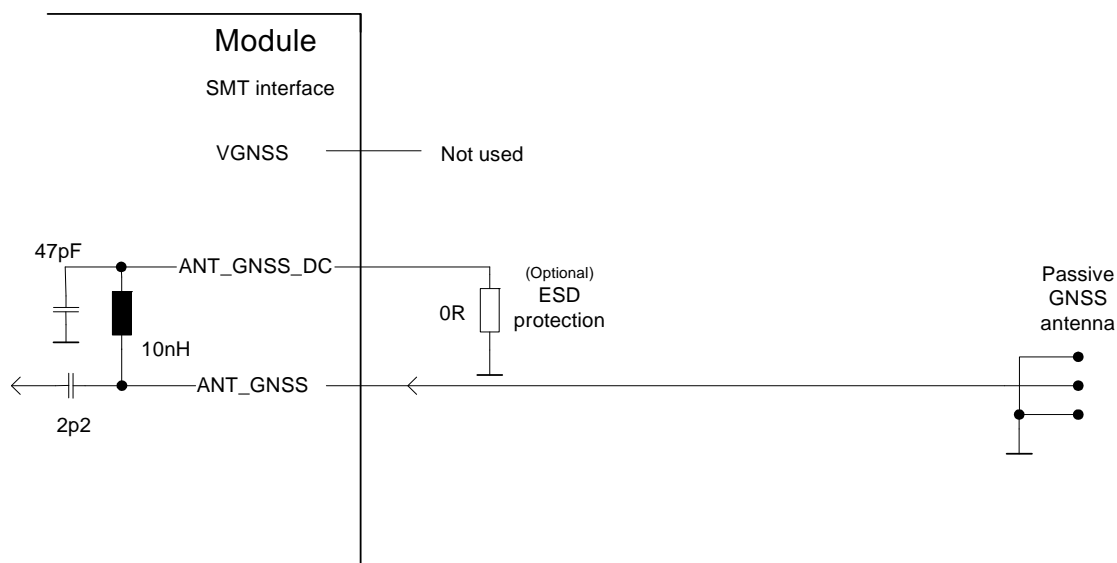 Module
SMT interface
VGNSS
Not used
47pF
ANT_GNSS_DC
(Optional)
ESD
protection
0R
Passive
GNSS
antenna
10nH
ANT_GNSS
2p2